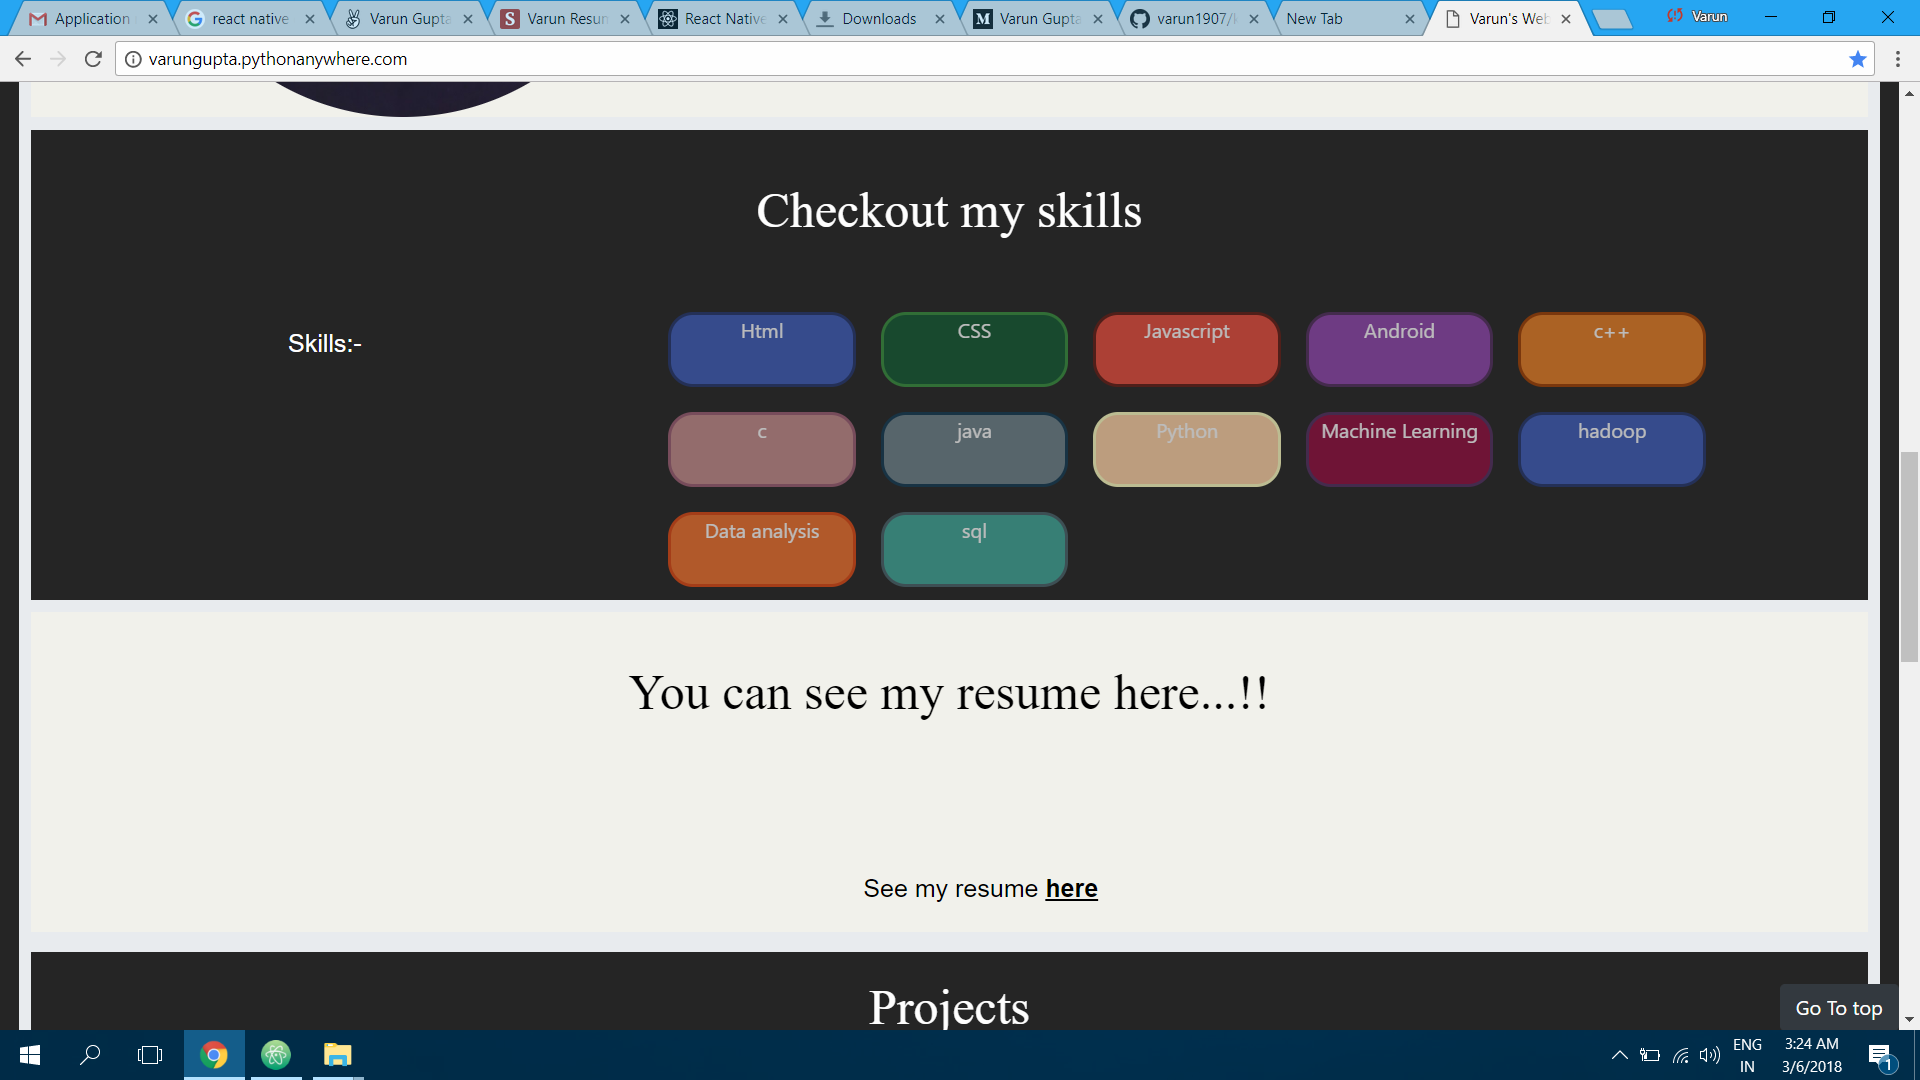 Application
react native
Varun Gupta
Varun Resum
React Native
Downloads
Varun Gupta
varun1907/
New Tab
Varun's Web
Varun
varungupta.pythonanywhere.com
Checkout my skills
Skills:-
Html
CSS
Javascript
Android
c++
c
java
Python
Machine Learning
hadoop
Data analysis
sql
You can see my resume here...!!
See my resume here
Projects
Go To top
ENG
IN
3:24 AM
3/6/2018
1